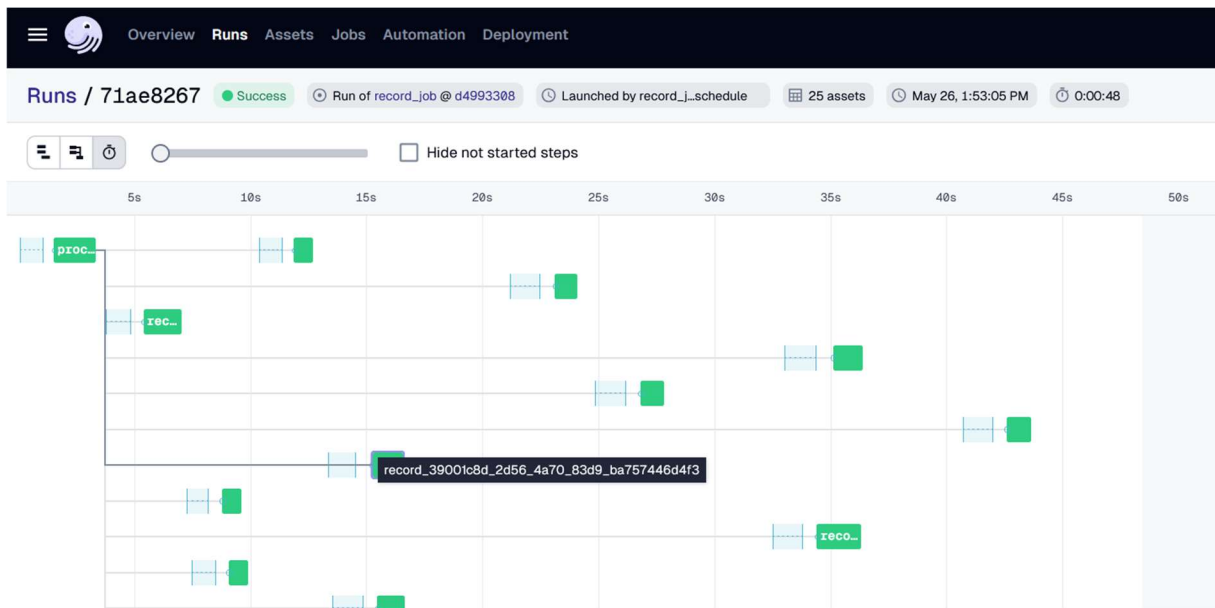 Overview Runs Assets Jobs Automation Deployment
Runs / 71ae8267 Success Run of record_job @ d4993308 Launched by record_j…schedule 25 assets May 26, 1:53:05 PM 0:00:48
Hide not started steps
5s 10s 15s 20s 25s 30s 35s 40s 45s 50s
proc…
rec…
record_39001c8d_2d56_4a70_83d9_ba757446d4f3
reco…